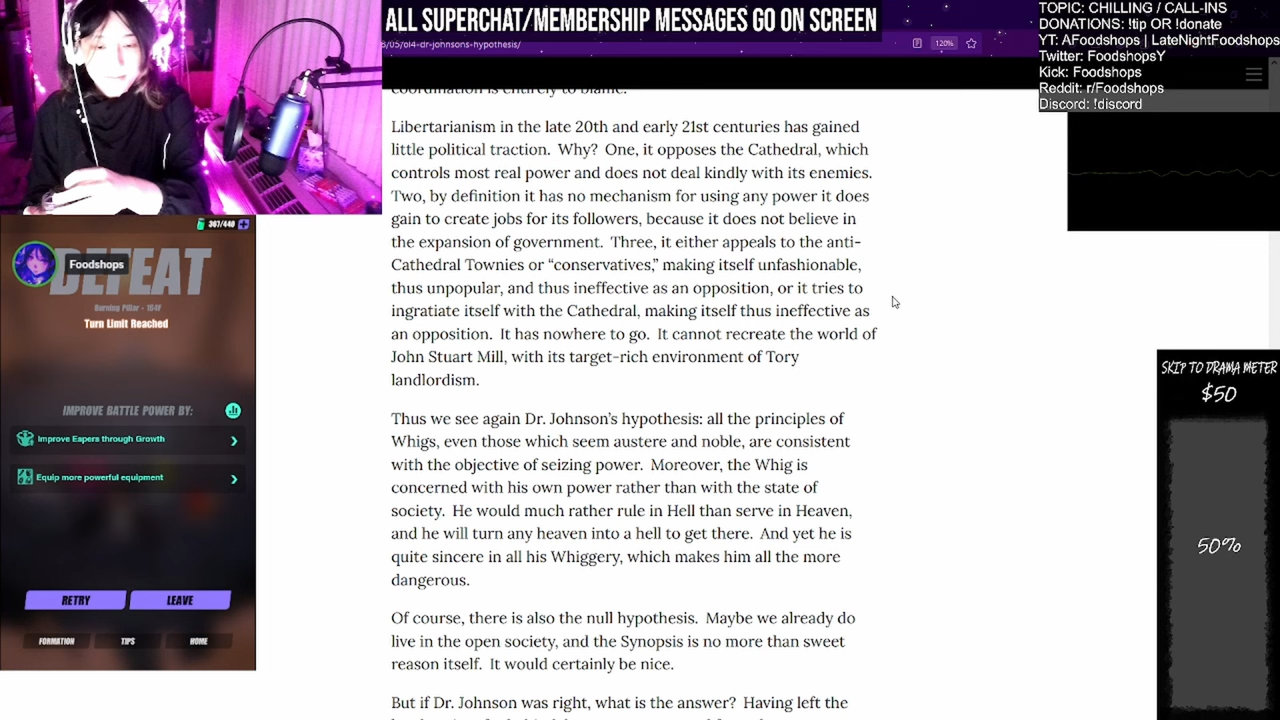 ALL SUPERCHAT/MEMBERSHIP MESSAGES GO ON SCREEN
TOPIC: CHILLING / CALL-INS
DONATIONS: !tip OR !donate
YT: AFoodshops | LateNightFoodshops
Twitter: FoodshopsY
Kick: Foodshops
Reddit: r/Foodshops
Discord: !discord
/05/ol4-dr-johnsons-hypothesis/
120%
coordination is entirely to blame.
Libertarianism in the late 20th and early 21st centuries has gained
little political traction. Why? One, it opposes the Cathedral, which
controls most real power and does not deal kindly with its enemies.
Two, by definition it has no mechanism for using any power it does
gain to create jobs for its followers, because it does not believe in
the expansion of government. Three, it either appeals to the anti-
Cathedral Townies or “conservatives,” making itself unfashionable,
thus unpopular, and thus ineffective as an opposition, or it tries to
ingratiate itself with the Cathedral, making itself thus ineffective as
an opposition. It has nowhere to go. It cannot recreate the world of
John Stuart Mill, with its target-rich environment of Tory
landlordism.
Thus we see again Dr. Johnson’s hypothesis: all the principles of
Whigs, even those which seem austere and noble, are consistent
with the objective of seizing power. Moreover, the Whig is
concerned with his own power rather than with the state of
society. He would much rather rule in Hell than serve in Heaven,
and he will turn any heaven into a hell to get there. And yet he is
quite sincere in all his Whiggery, which makes him all the more
dangerous.
Of course, there is also the null hypothesis. Maybe we already do
live in the open society, and the Synopsis is no more than sweet
reason itself. It would certainly be nice.
But if Dr. Johnson was right, what is the answer? Having left the
367/440
DEFEAT
Foodshops
Burning Pillar - 164F
Turn Limit Reached
IMPROVE BATTLE POWER BY:
Improve Espers through Growth
Equip more powerful equipment
RETRY
LEAVE
FORMATION
TIPS
HOME
SKIP TO DRAMA METER
$50
50%